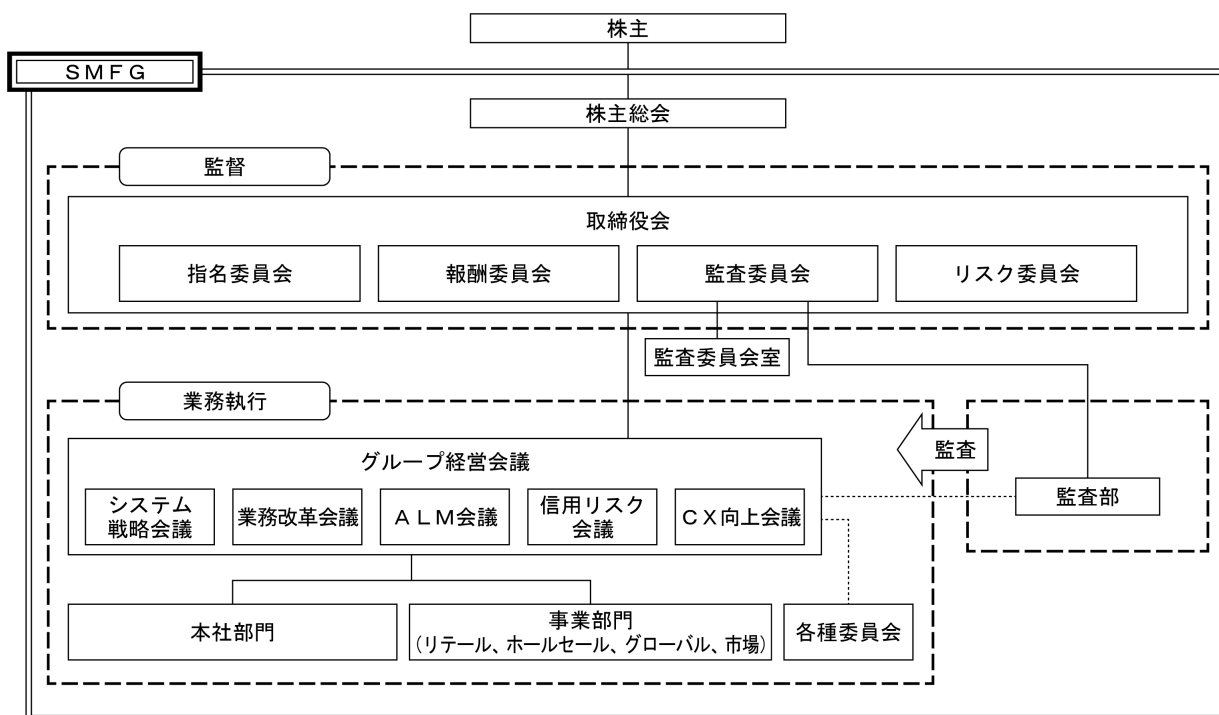 株主
ＳＭＦＧ
株主総会
監督
取締役会
指名委員会
報酬委員会
監査委員会
リスク委員会
監査委員会室
業務執行
グループ経営会議
監査
システム
戦略会議
業務改革会議
ＡＬＭ会議
信用リスク
会議
ＣＸ向上会議
監査部
本社部門
事業部門
（リテール、ホールセール、グローバル、市場）
各種委員会